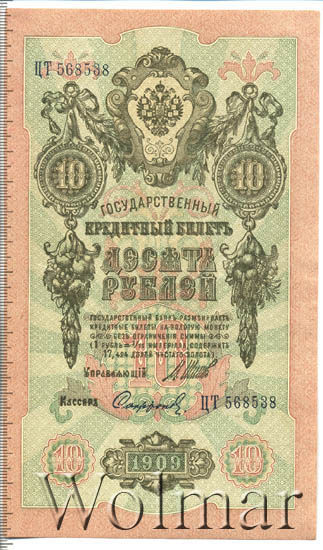 ЦТ 568538
10 10
ГОСУДАРСТВЕННЫЙ
КРЕДИТНЫЙ БИЛЕТЪ
ДЕСЯТЬ
РУБЛЕЙ
ГОСУДАРСТВЕННЫЙ БАНКЪ РАЗМѢНИВАЕТЪ
КРЕДИТНЫЕ БИЛЕТЫ НА ЗОЛОТУЮ МОНЕТУ
БЕЗЪ ОГРАНИЧЕНІЯ СУММЫ
(1 РУБЛЬ = 1/15 ИМПЕРІАЛА, СОДЕРЖИТЪ
17,424 ДОЛЕЙ ЧИСТАГО ЗОЛОТА)
10
Управляющій
Кассиръ
ЦТ 568538
10 1909 10
Wolmar